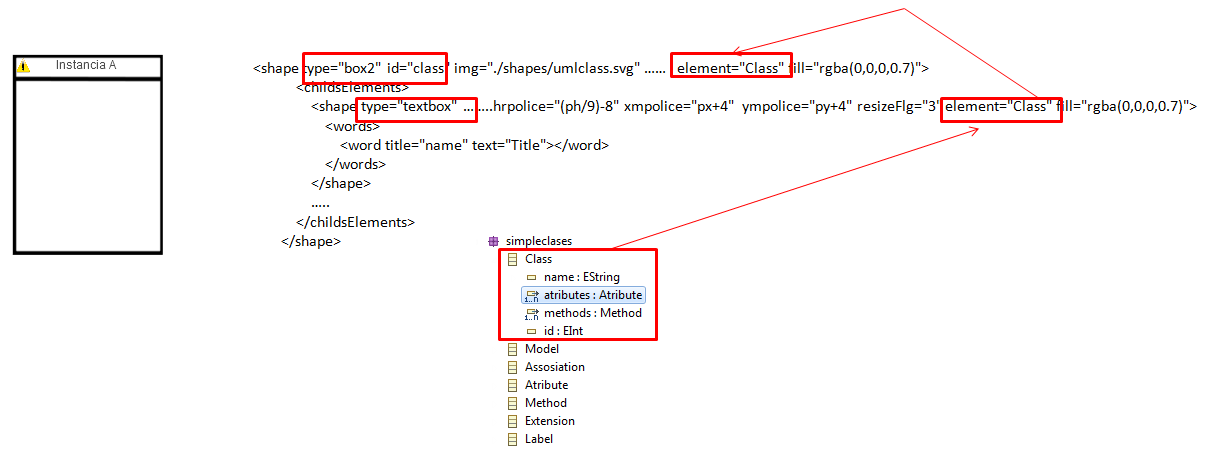 Instancia A
<shape type="box2" id="class" img="./shapes/umlclass.svg" ...... element="Class" fill="rgba(0,0,0,0.7)">
<childsElements>
<shape type="textbox" ... ....hrpolice="(ph/9)-8" xmpolice="px+4" ympolice="py+4" resizeFlg="3" element="Class" fill="rgba(0,0,0,0.7)">
<words>
<word title="name" text="Title"></word>
</words>
</shape>
.....
</childsElements>
</shape>
simpleclases
Class
name : EString
atributes : Atribute
methods : Method
id : EInt
Model
Assosiation
Atribute
Method
Extension
Label